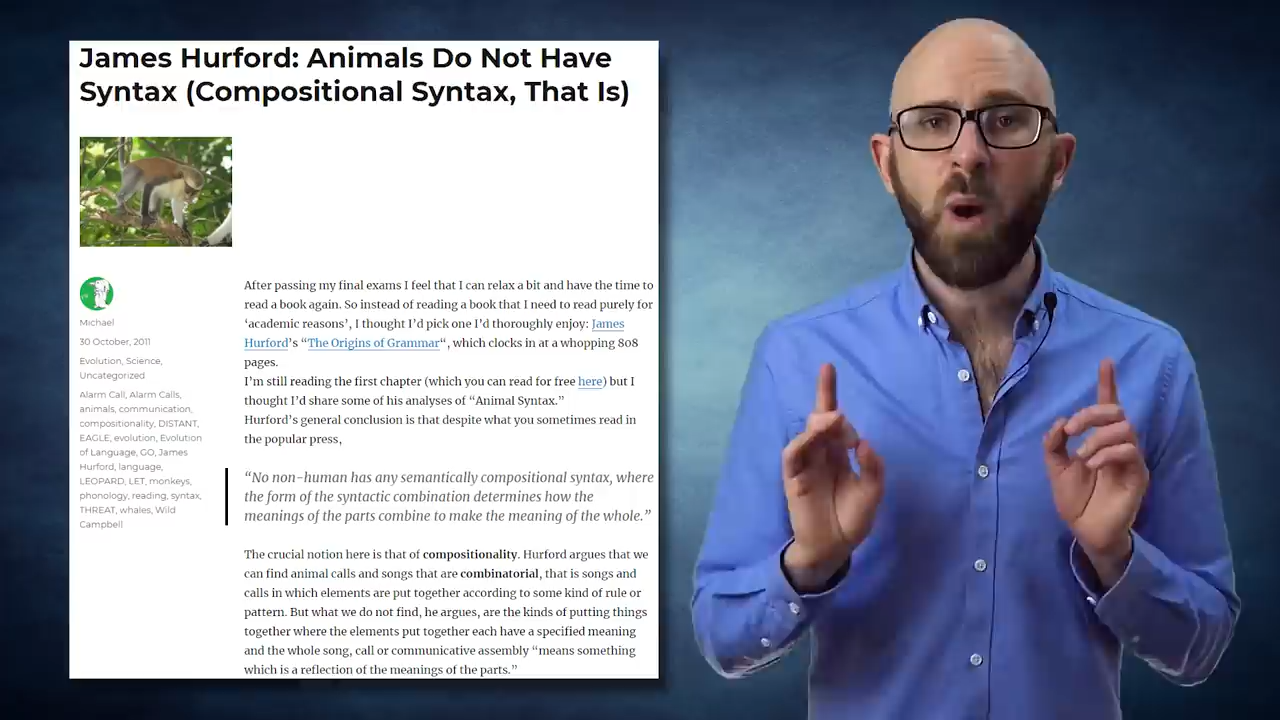 James Hurford: Animals Do Not Have
Syntax (Compositional Syntax, That Is)
Michael
30 October, 2011
Evolution, Science,
Uncategorized
Alarm Call, Alarm Calls,
animals, communication,
compositionality, DISTANT,
EAGLE, evolution, Evolution
of Language, GO, James
Hurford, language,
LEOPARD, LET, monkeys,
phonology, reading, syntax,
THREAT, whales, Wild
Campbell
After passing my final exams I feel that I can relax a bit and have the time to
read a book again. So instead of reading a book that I need to read purely for
‘academic reasons’, I thought I’d pick one I’d thoroughly enjoy: James
Hurford’s “The Origins of Grammar“, which clocks in at a whopping 808
pages.
I’m still reading the first chapter (which you can read for free here) but I
thought I’d share some of his analyses of “Animal Syntax.”
Hurford’s general conclusion is that despite what you sometimes read in
the popular press,
“No non-human has any semantically compositional syntax, where
the form of the syntactic combination determines how the
meanings of the parts combine to make the meaning of the whole.”
The crucial notion here is that of compositionality. Hurford argues that we
can find animal calls and songs that are combinatorial, that is songs and
calls in which elements are put together according to some kind of rule or
pattern. But what we do not find, he argues, are the kinds of putting things
together where the elements put together each have a specified meaning
and the whole song, call or communicative assembly “means something
which is a reflection of the meanings of the parts.”